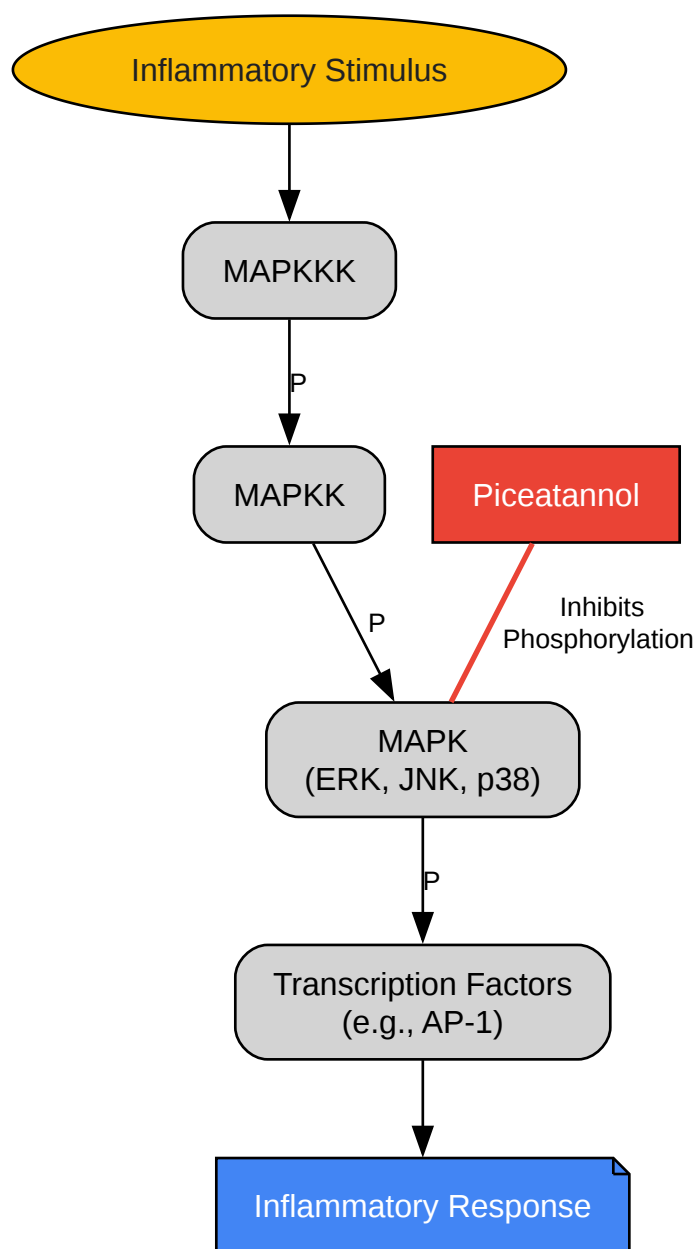 Inflammatory Stimulus
MAPKKK
P
MAPKK
Piceatannol
P
Inhibits
Phosphorylation
MAPK
(ERK, JNK, p38)
P
Transcription Factors
(e.g., AP-1)
Inflammatory Response